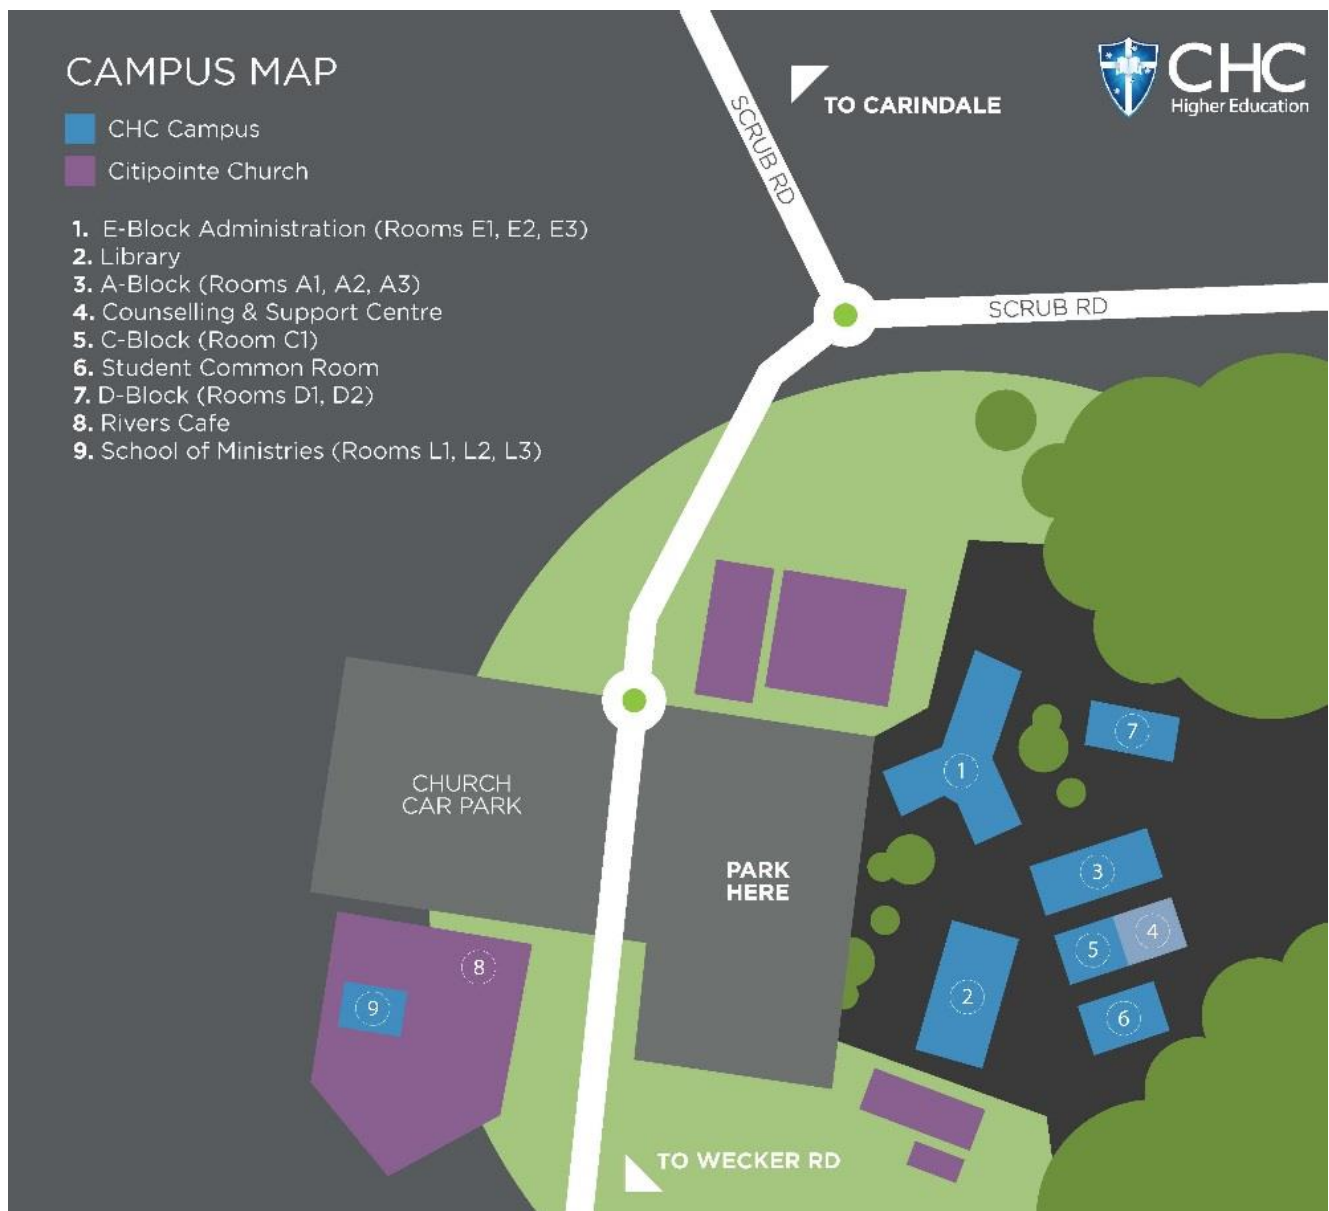 CAMPUS MAP
CHC Campus
Citipointe Church
1. E-Block Administration (Rooms E1, E2, E3)
2. Library
3. A-Block (Rooms A1, A2, A3)
4. Counselling & Support Centre
5. C-Block (Room C1)
6. Student Common Room
7. D-Block (Rooms D1, D2)
8. Rivers Cafe
9. School of Ministries (Rooms L1, L2, L3)
CHC
Higher Education
TO CARINDALE
SCRUB RD
SCRUB RD
CHURCH
CAR PARK
PARK
HERE
1
7
3
4
5
2
6
8
9
TO WECKER RD